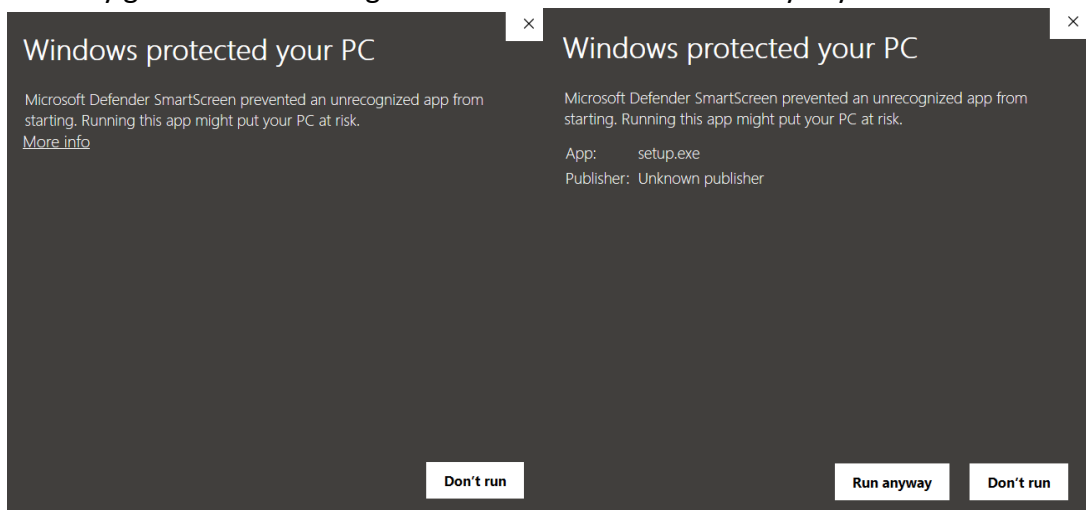 Windows protected your PC
Microsoft Defender SmartScreen prevented an unrecognized app from
starting. Running this app might put your PC at risk.
More info
Don't run
Windows protected your PC
Microsoft Defender SmartScreen prevented an unrecognized app from
starting. Running this app might put your PC at risk.
App: setup.exe
Publisher: Unknown publisher
Run anyway Don't run